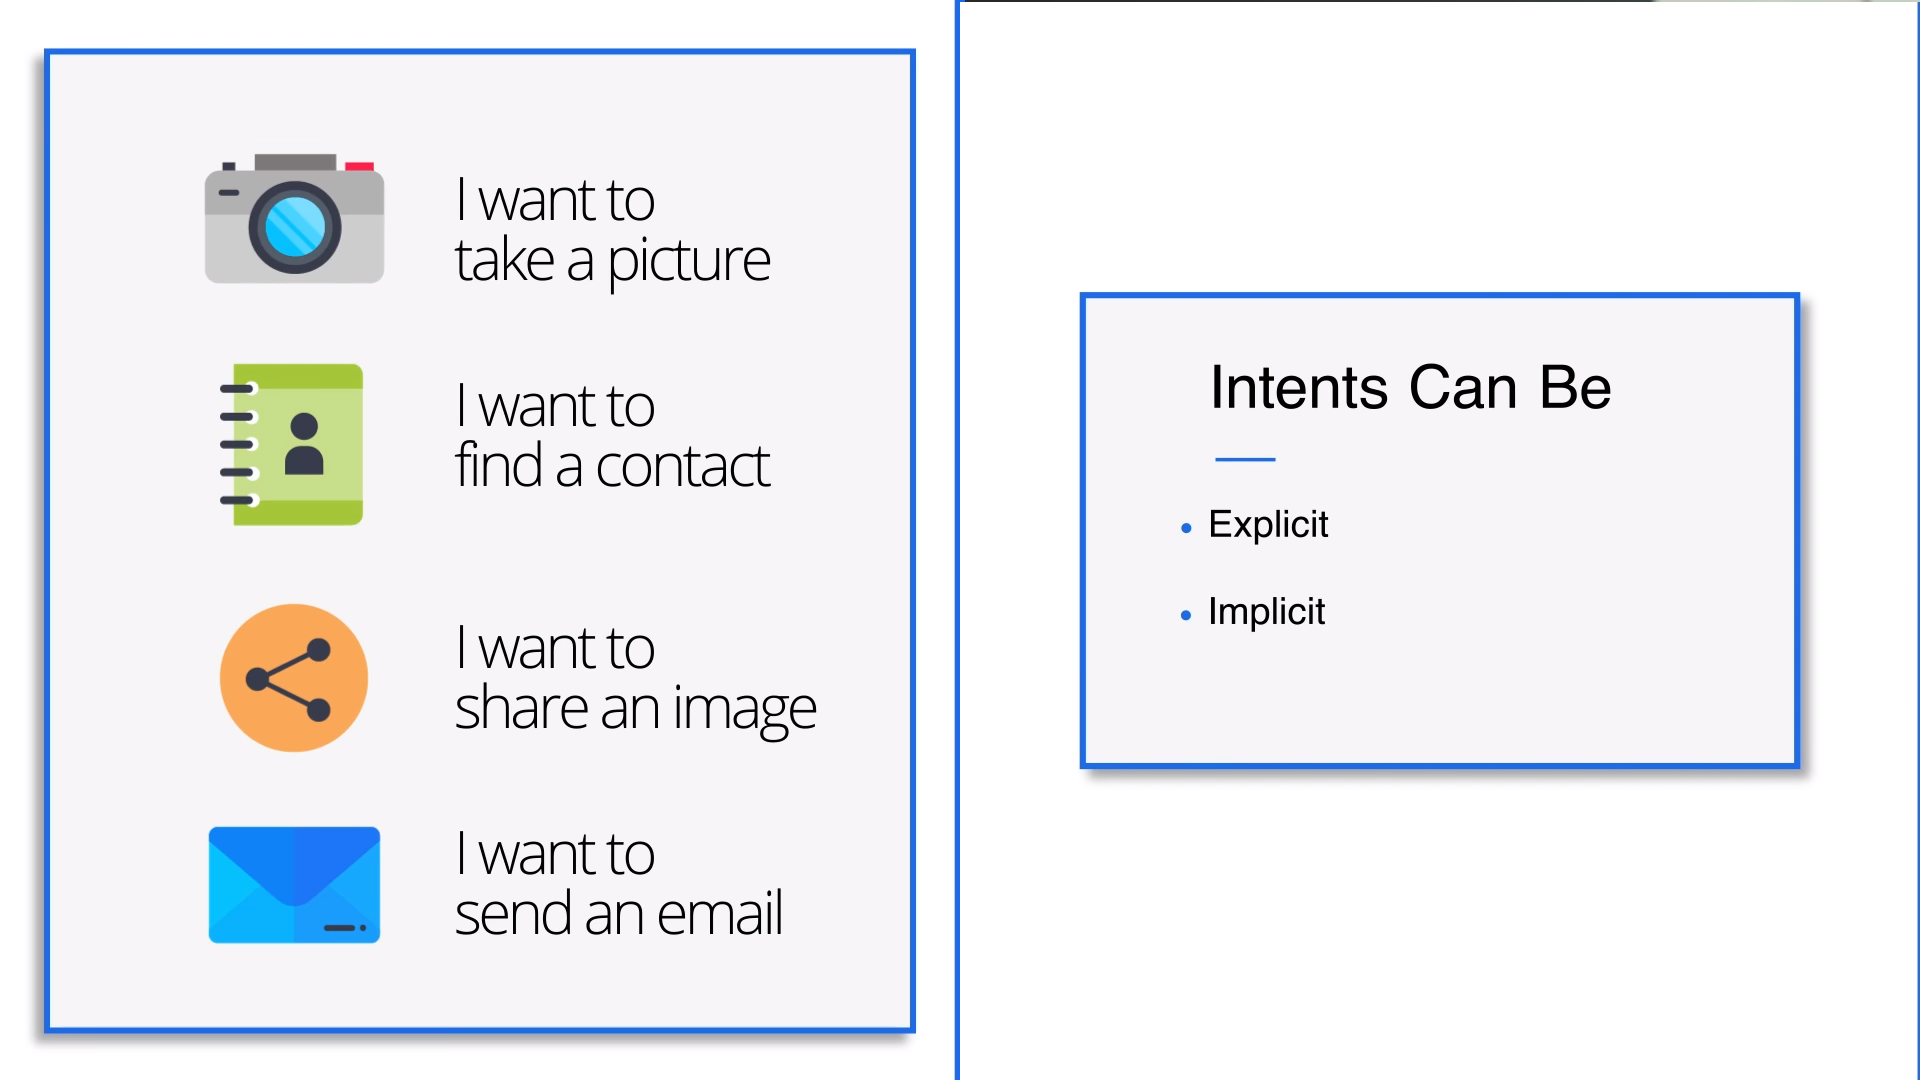 I want to
take a picture
I want to
find a contact
I want to
share an image
I want to
send an email
Intents Can Be
Explicit
Implicit